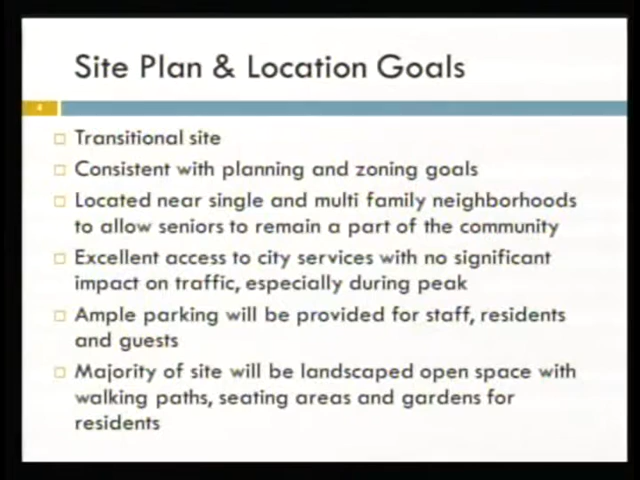 Site Plan & Location Goals
4
Transitional site
Consistent with planning and zoning goals
Located near single and multi family neighborhoods
to allow seniors to remain a part of the community
Excellent access to city services with no significant
impact on traffic, especially during peak
Ample parking will be provided for staff, residents
and guests
Majority of site will be landscaped open space with
walking paths, seating areas and gardens for
residents